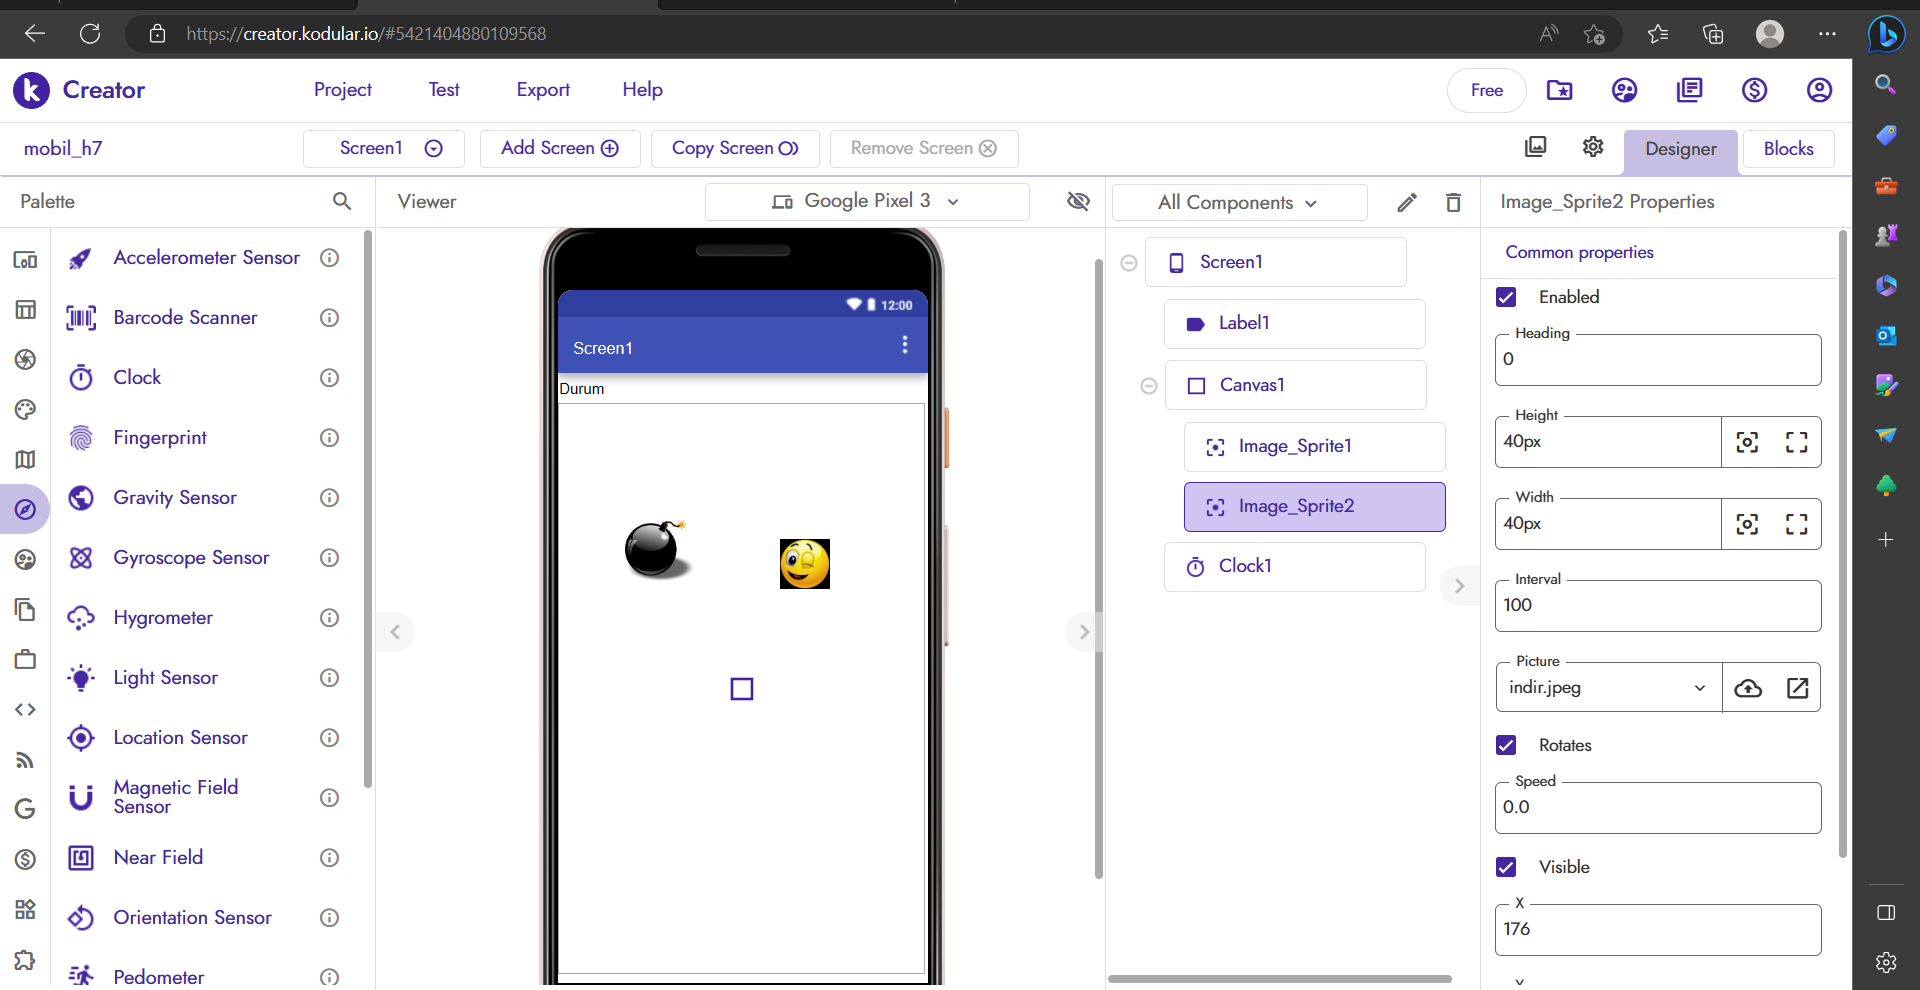 https://creator.kodular.io/#5421404880109568
Creator
Project
Test
Export
Help
Free
mobil_h7
Screen1
Add Screen
Copy Screen
Remove Screen
Designer
Blocks
Palette
Viewer
Google Pixel 3
All Components
Image_Sprite2 Properties
Accelerometer Sensor
Barcode Scanner
Clock
Fingerprint
Gravity Sensor
Gyroscope Sensor
Hygrometer
Light Sensor
Location Sensor
Magnetic Field
Sensor
Near Field
Orientation Sensor
Pedometer
12:00
Screen1
Durum
Screen1
Label1
Canvas1
Image_Sprite1
Image_Sprite2
Clock1
Common properties
Enabled
Heading
0
Height
40px
Width
40px
Interval
100
Picture
indir.jpeg
Rotates
Speed
0.0
Visible
X
176